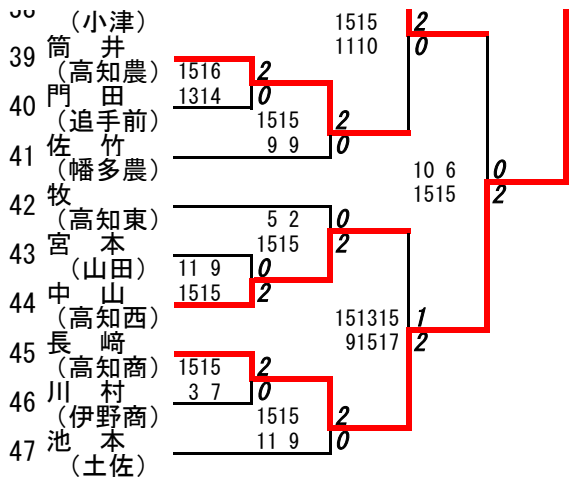 38
(小津)
39 筒 井
(高知農)
40 門 田
(追手前)
41 佐 竹
(幡多農)
42 牧
(高知東)
43 宮 本
(山田)
44 中 山
(高知西)
45 長 﨑
(高知商)
46 川 村
(伊野商)
47 池 本
(土佐)
1516 2
1314 0
1515 2
9 9 0
5 2 0
1515 2
11 9 0
1515 2
1515 2
3 7 0
1515 2
11 9 0
1515 2
1110 0
151315 1
91517 2
10 6 0
1515 2